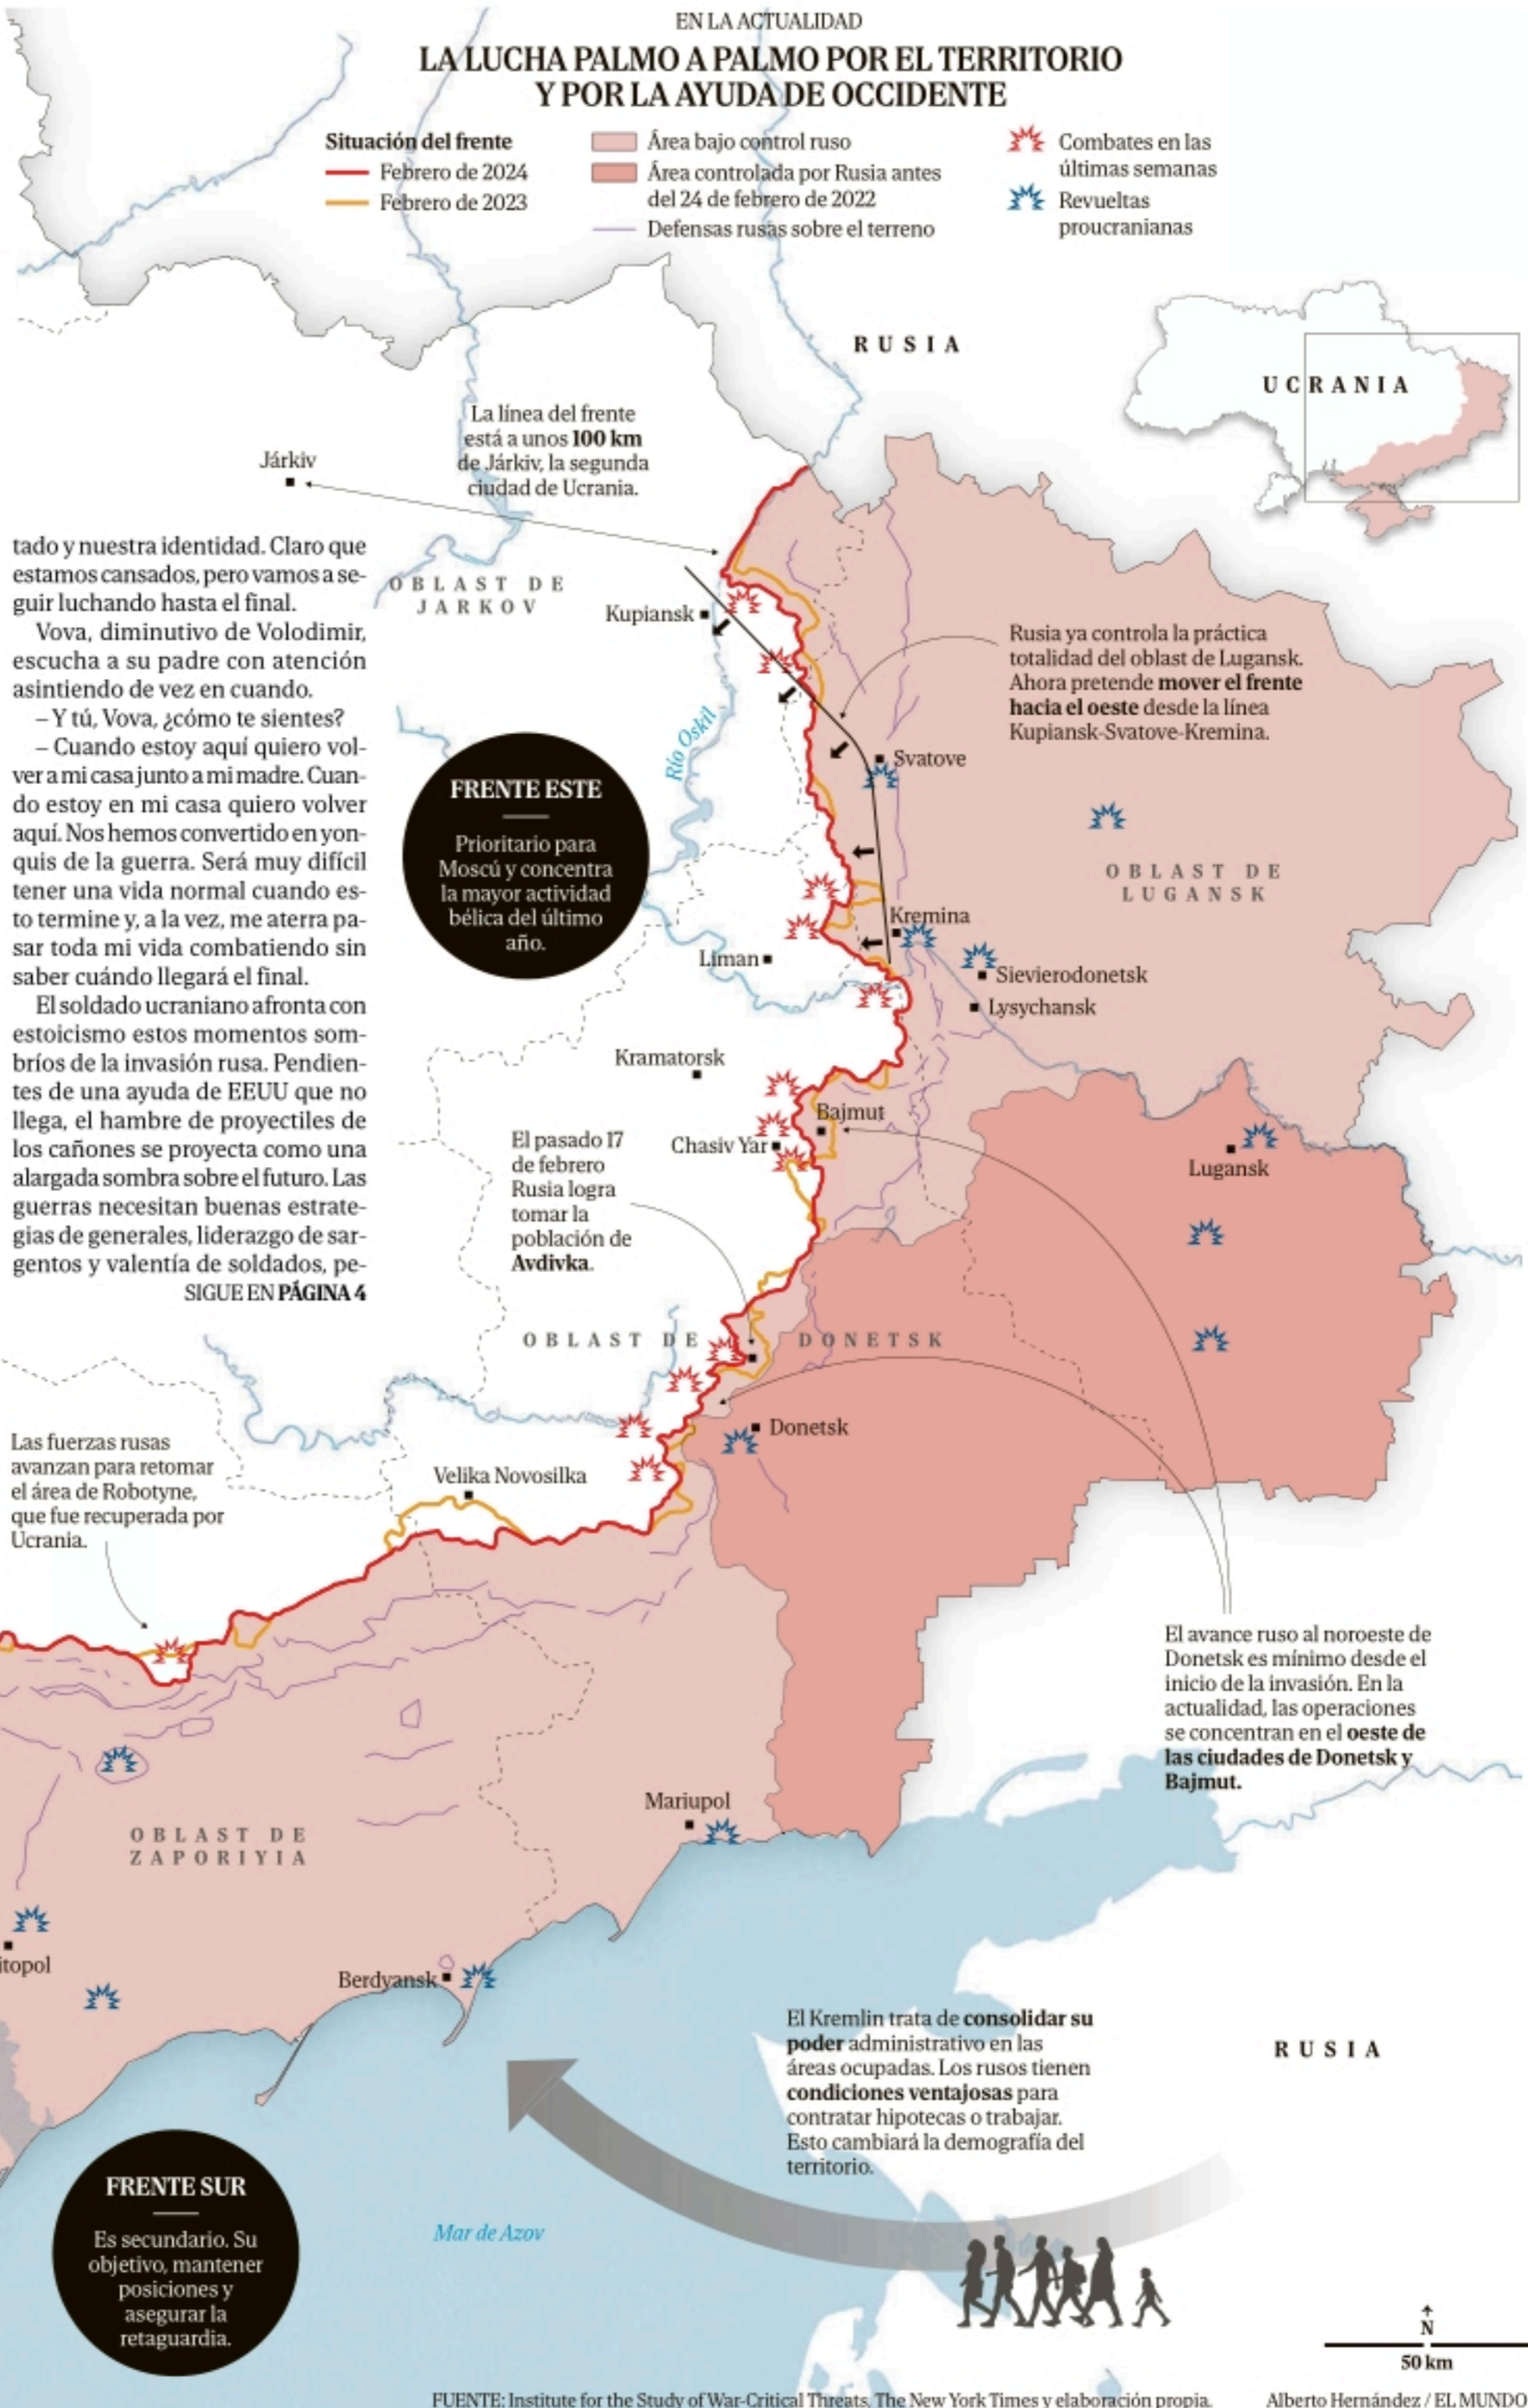 EN LA ACTUALIDAD
LA LUCHA PALMO A PALMO POR EL TERRITORIO
Y POR LA AYUDA DE OCCIDENTE
Situación del frente
Febrero de 2024
Febrero de 2023
Área bajo control ruso
Área controlada por Rusia antes
del 24 de febrero de 2022
Defensas rusas sobre el terreno
Combates en las
últimas semanas
Revueltas
proucranianas
RUSIA
UCRANIA
La línea del frente
está a unos 100 km
de Járkiv, la segunda
ciudad de Ucrania.
Járkiv
tado y nuestra identidad. Claro que
estamos cansados, pero vamos a se-
guir luchando hasta el final.
Vova, diminutivo de Volodimir,
escucha a su padre con atención
asintiendo de vez en cuando.
– Y tú, Vova, ¿cómo te sientes?
– Cuando estoy aquí quiero vol-
ver a mi casa junto a mi madre. Cuan-
do estoy en mi casa quiero volver
aquí. Nos hemos convertido en yon-
quis de la guerra. Será muy difícil
tener una vida normal cuando es-
to termine y, a la vez, me aterra pa-
sar toda mi vida combatiendo sin
saber cuándo llegará el final.
El soldado ucraniano afronta con
estoicismo estos momentos som-
bríos de la invasión rusa. Pendien-
tes de una ayuda de EEUU que no
llega, el hambre de proyectiles de
los cañones se proyecta como una
alargada sombra sobre el futuro. Las
guerras necesitan buenas estrate-
gias de generales, liderazgo de sar-
gentos y valentía de soldados, pe-
SIGUE EN PÁGINA 4
OBLAST DE
JARKOV
Kupiansk
Rusia ya controla la práctica
totalidad del oblast de Lugansk.
Ahora pretende mover el frente
hacia el oeste desde la línea
Kupiansk-Svatove-Kremina.
Río Oskil
Svatove
FRENTE ESTE
Prioritario para
Moscú y concentra
la mayor actividad
bélica del último
año.
OBLAST DE
LUGANSK
Kremina
Liman
Sievierodonetsk
Lysychansk
Kramatorsk
Bajmut
Chasiv Yar
Lugansk
El pasado 17
de febrero
Rusia logra
tomar la
población de
Avdivka.
OBLAST DE DONETSK
Donetsk
Las fuerzas rusas
avanzan para retomar
el área de Robotyne,
que fue recuperada por
Ucrania.
Velika Novosilka
El avance ruso al noroeste de
Donetsk es mínimo desde el
inicio de la invasión. En la
actualidad, las operaciones
se concentran en el oeste de
las ciudades de Donetsk y
Bajmut.
Mariupol
OBLAST DE
ZAPORIYIA
itopol
Berdyansk
El Kremlin trata de consolidar su
poder administrativo en las
áreas ocupadas. Los rusos tienen
condiciones ventajosas para
contratar hipotecas o trabajar.
Esto cambiará la demografía del
territorio.
RUSIA
FRENTE SUR
Es secundario. Su
objetivo, mantener
posiciones y
asegurar la
retaguardia.
Mar de Azov
N
50 km
FUENTE: Institute for the Study of War-Critical Threats, The New York Times y elaboración propia.
Alberto Hernández / EL MUNDO